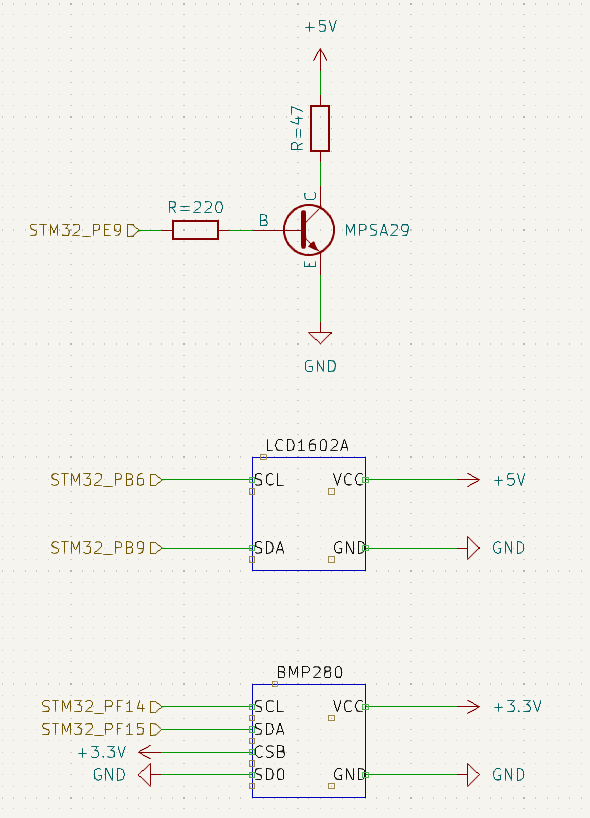 +5V
R=47
C
R=220
B
STM32_PE9
MPSA29
E
GND
LCD1602A
STM32_PB6
SCL
VCC
+5V
STM32_PB9
SDA
GND
GND
BMP280
STM32_PF14
SCL
VCC
+3.3V
STM32_PF15
SDA
+3.3V
CSB
GND
SDO
GND
GND